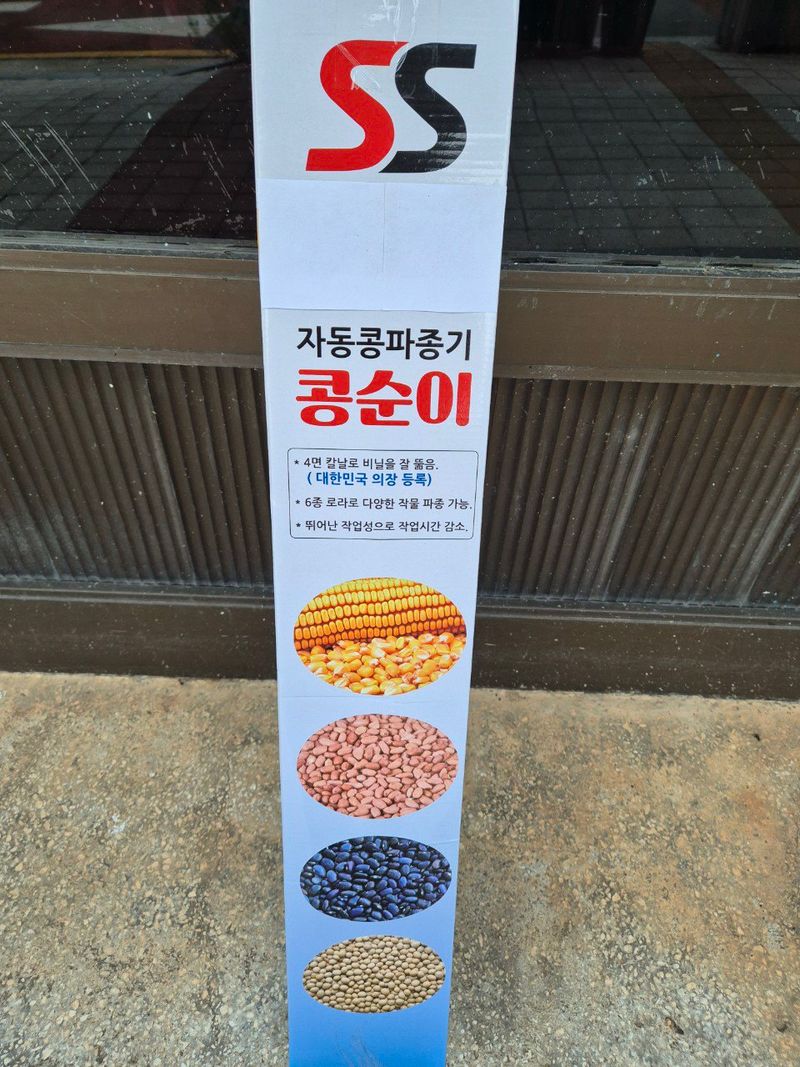 SS
자동콩파종기
콩순이
* 4면 칼날로 비닐을 잘 뚫음.
( 대한민국 의장 등록)
* 6종 로라로 다양한 작물 파종 가능.
* 뛰어난 작업성으로 작업시간 감소.